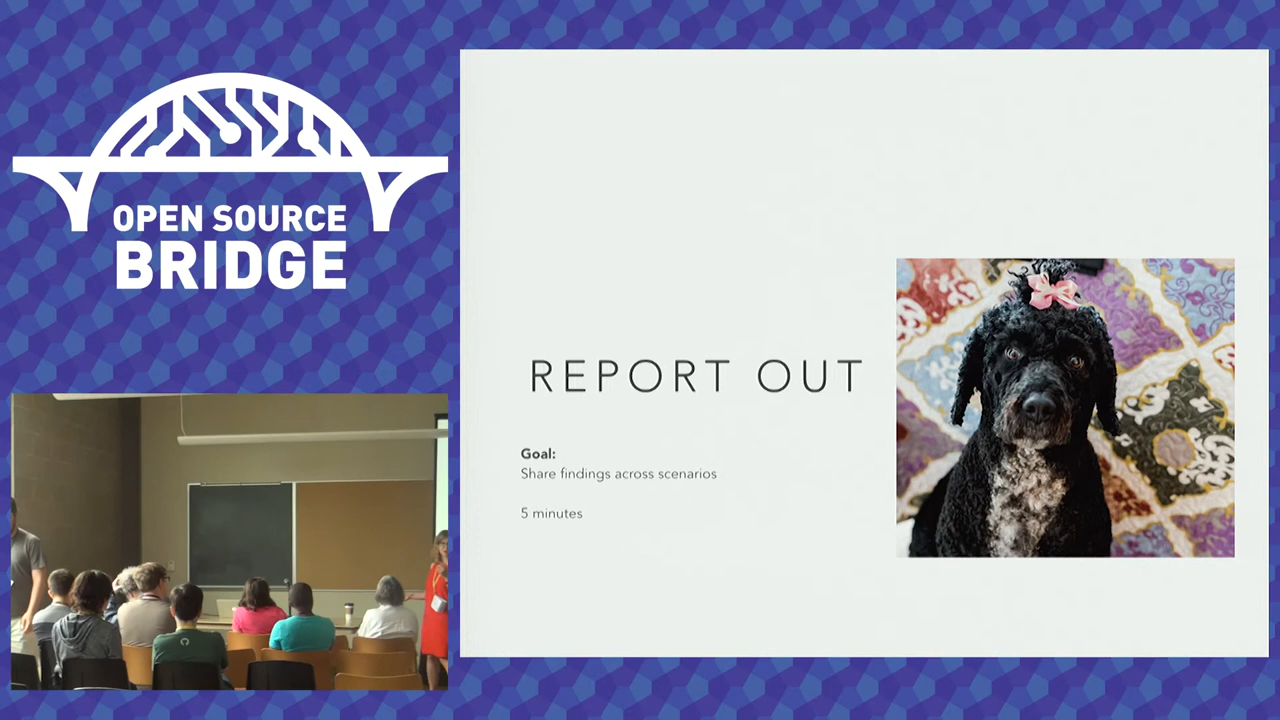 OPEN SOURCE
BRIDGE
REPORT OUT
Goal:
Share findings across scenarios
5 minutes